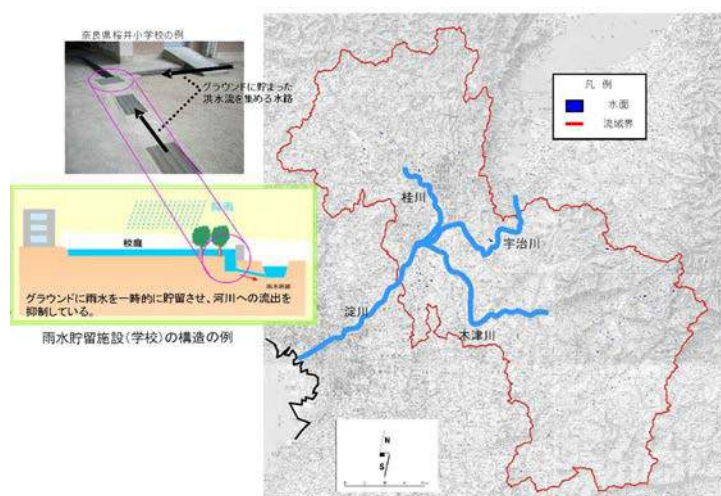 奈良県桜井小学校の例
グラウンドに貯まった
洪水流を集める水路
降雨
校庭
グラウンドに雨水を一時的に貯留させ、河川への流出を
抑制している。
雨水貯留施設(学校)の構造の例
凡 例
水面
流域界
桂川
宇治川
淀川
木津川
N
S